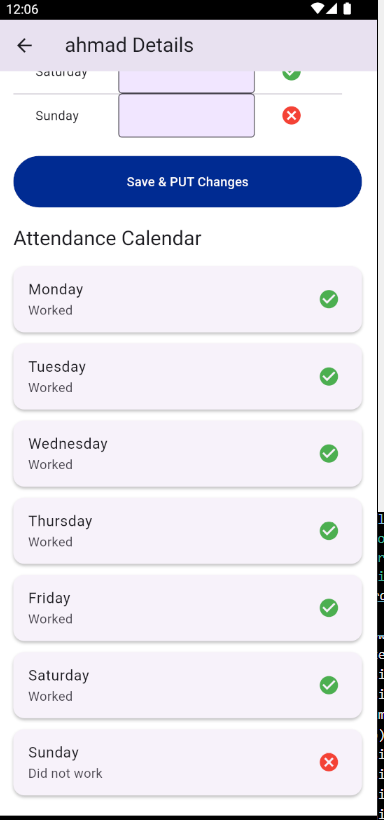 12:06
ahmad Details
Saturday
Sunday
Save & PUT Changes
Attendance Calendar
Monday
Worked
Tuesday
Worked
Wednesday
Worked
Thursday
Worked
Friday
Worked
Saturday
Worked
Sunday
Did not work